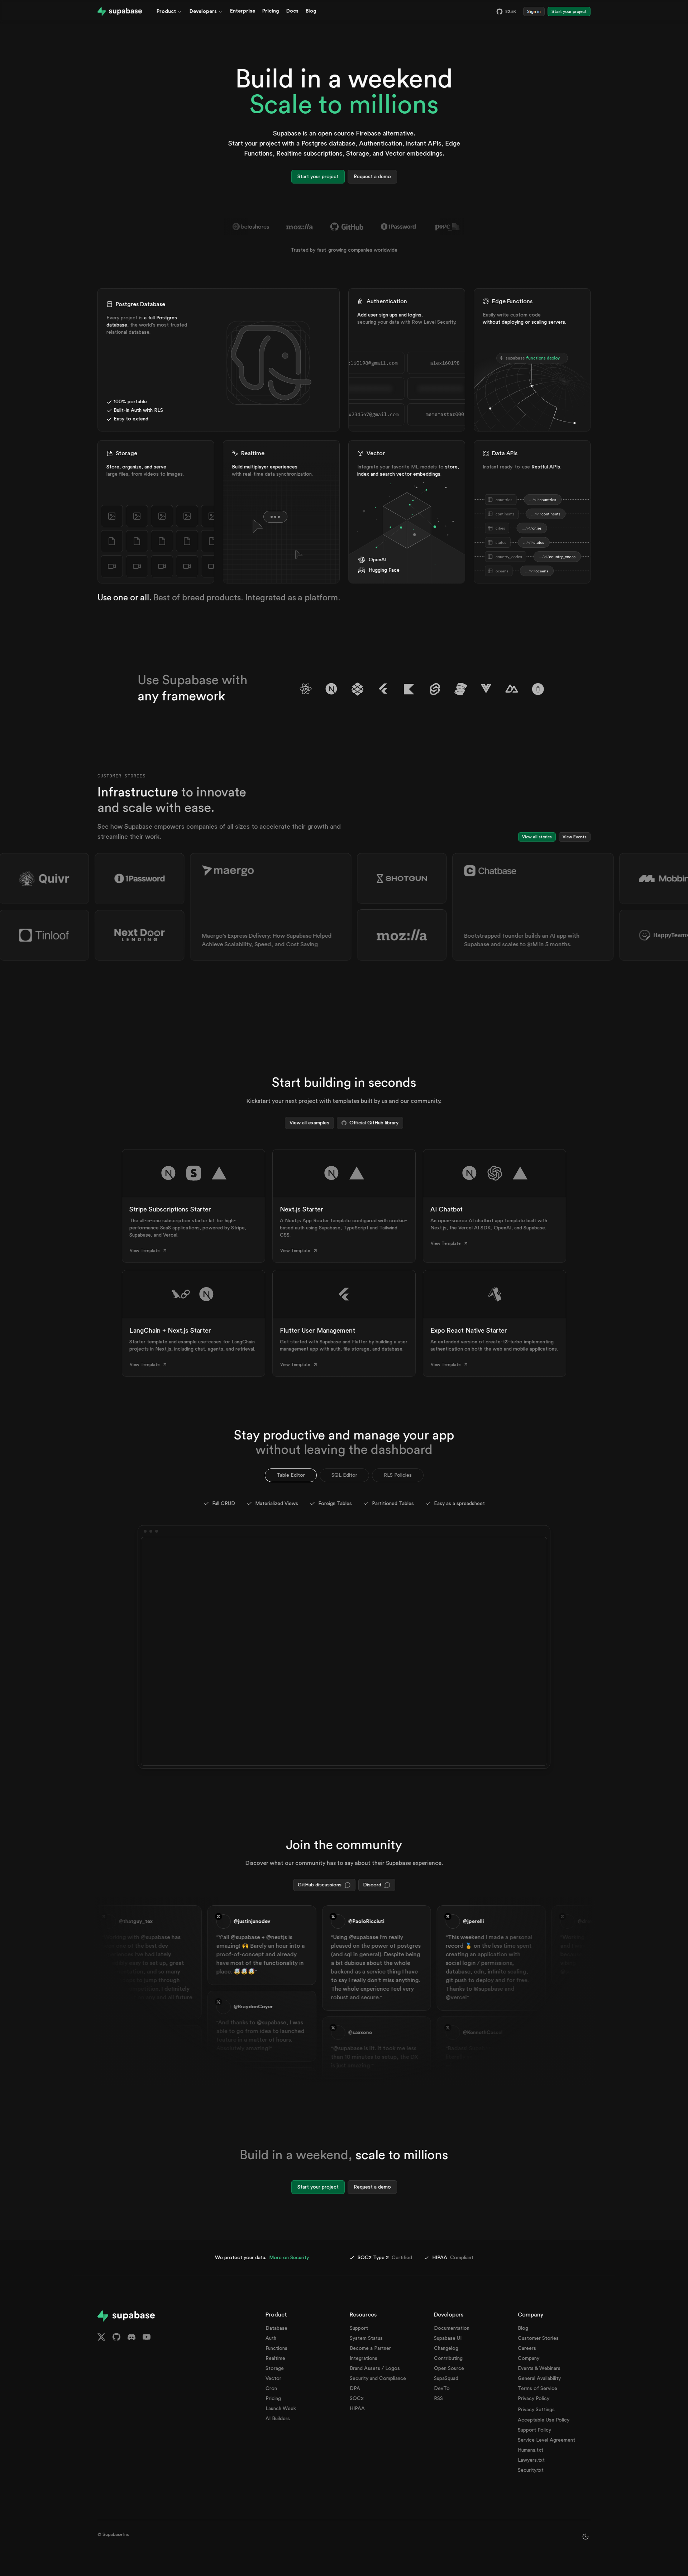 supabase
Product
Developers
Enterprise
Pricing
Docs
Blog
Sign in
Start your project
Build in a weekend
Scale to millions
Supabase is an open source Firebase alternative.
Start your project with a Postgres database, Authentication, instant APIs, Edge
Functions, Realtime subscriptions, Storage, and Vector embeddings.
Start your project
Request a demo
moz://a
GitHub
1Password
Trusted by fast-growing companies worldwide
Postgres Database
Every project is a full Postgres
database, the world's most trusted
relational database.
100% portable
Built-in Auth with RLS
Easy to extend
Authentication
Add user sign ups and logins,
securing your data with Row Level Security.
Edge Functions
Easily write custom code
without deploying or scaling servers.
supabase functions deploy
Storage
Store, organize, and serve
large files, from videos to images.
Realtime
Build multiplayer experiences
with real-time data synchronization.
Vector
Integrate your favorite ML-models to store,
index and search vector embeddings.
OpenAI
Hugging Face
Data APIs
Instant ready-to-use Restful APIs.
Use one or all. Best of breed products. Integrated as a platform.
Use Supabase with
any framework
CUSTOMER STORIES
Infrastructure to innovate
and scale with ease.
See how Supabase empowers companies of all sizes to accelerate their growth and
streamline their work.
View all stories
View Events
Quivr
1Password
maergo
SHOTGUN
Chatbase
Mobbin
Tinloof
Next Door
LENDING
Maergo's Express Delivery: How Supabase Helped
Achieve Scalability, Speed, and Cost Saving
moz://a
Bootstrapped founder builds an AI app with
Supabase and scales to $1M in 5 months.
HappyTeams
Start building in seconds
Kickstart your next project with templates built by us and our community.
View all examples
Official GitHub library
Stripe Subscriptions Starter
The all-in-one subscription starter kit for high-
performance SaaS applications, powered by Stripe,
Supabase, and Vercel.
View Template
Next.js Starter
A Next.js App Router template configured with cookie-
based auth using Supabase, TypeScript and Tailwind
CSS.
View Template
AI Chatbot
An open-source AI chatbot app template built with
Next.js, the Vercel AI SDK, OpenAI, and Supabase.
View Template
LangChain + Next.js Starter
Starter template and example use-cases for LangChain
projects in Next.js, including chat, agents, and retrieval.
View Template
Flutter User Management
Get started with Supabase and Flutter by building a user
management app with auth, file storage, and database.
View Template
Expo React Native Starter
An extended version of create-t3-turbo implementing
authentication on both the web and mobile applications.
View Template
Stay productive and manage your app
without leaving the dashboard
Table Editor
SQL Editor
RLS Policies
Full CRUD
Materialized Views
Foreign Tables
Partitioned Tables
Easy as a spreadsheet
Join the community
Discover what our community has to say about their Supabase experience.
GitHub discussions
Discord
@justinjunodev
"Y'all @supabase + @nextjs is
amazing! 🙌 Barely an hour into a
proof-of-concept and already
have most of the functionality in
place. 🤯🤯🤯"
@BraydonCoyer
"And thanks to @supabase, I was
able to go from idea to launched
feature in a matter of hours.
@PaoloRicciuti
"Using @supabase I'm really
pleased on the power of postgres
(and sql in general). Despite being
a bit dubious about the whole
backend as a service thing I have
to say I really don't miss anything.
The whole experience feel very
robust and secure."
@saxxone
@jperelli
"This weekend I made a personal
record 🥇 on the less time spent
creating an application with
social login / permissions,
database, cdn, infinite scaling,
git push to deploy and for free.
Thanks to @supabase and
@vercel"
Build in a weekend, scale to millions
Start your project
Request a demo
We protect your data. More on Security
SOC2 Type 2 Certified
HIPAA Compliant
supabase
Product
Database
Auth
Functions
Realtime
Storage
Vector
Cron
Pricing
Launch Week
AI Builders
Resources
Support
System Status
Become a Partner
Integrations
Brand Assets / Logos
Security and Compliance
DPA
SOC2
HIPAA
Developers
Documentation
Supabase UI
Changelog
Contributing
Open Source
SupaSquad
DevTo
RSS
Company
Blog
Customer Stories
Careers
Company
Events & Webinars
General Availability
Terms of Service
Privacy Policy
Privacy Settings
Acceptable Use Policy
Support Policy
Service Level Agreement
Humans.txt
Lawyers.txt
Security.txt
© Supabase Inc